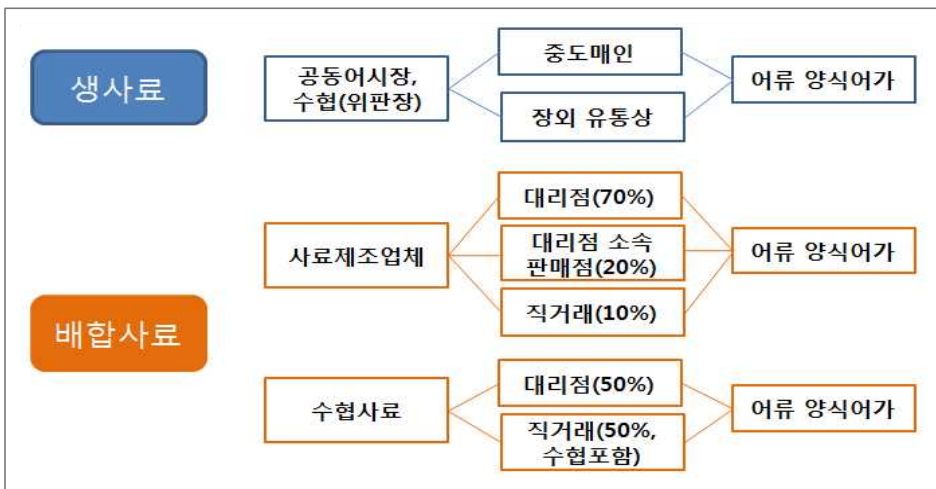 생사료
공동어시장,
수협(위판장)
중도매인
장외 유통상
어류 양식어가
배합사료
사료제조업체
대리점(70%)
대리점 소속
판매점(20%)
직거래(10%)
어류 양식어가
수협사료
대리점(50%)
직거래(50%,
수협포함)
어류 양식어가